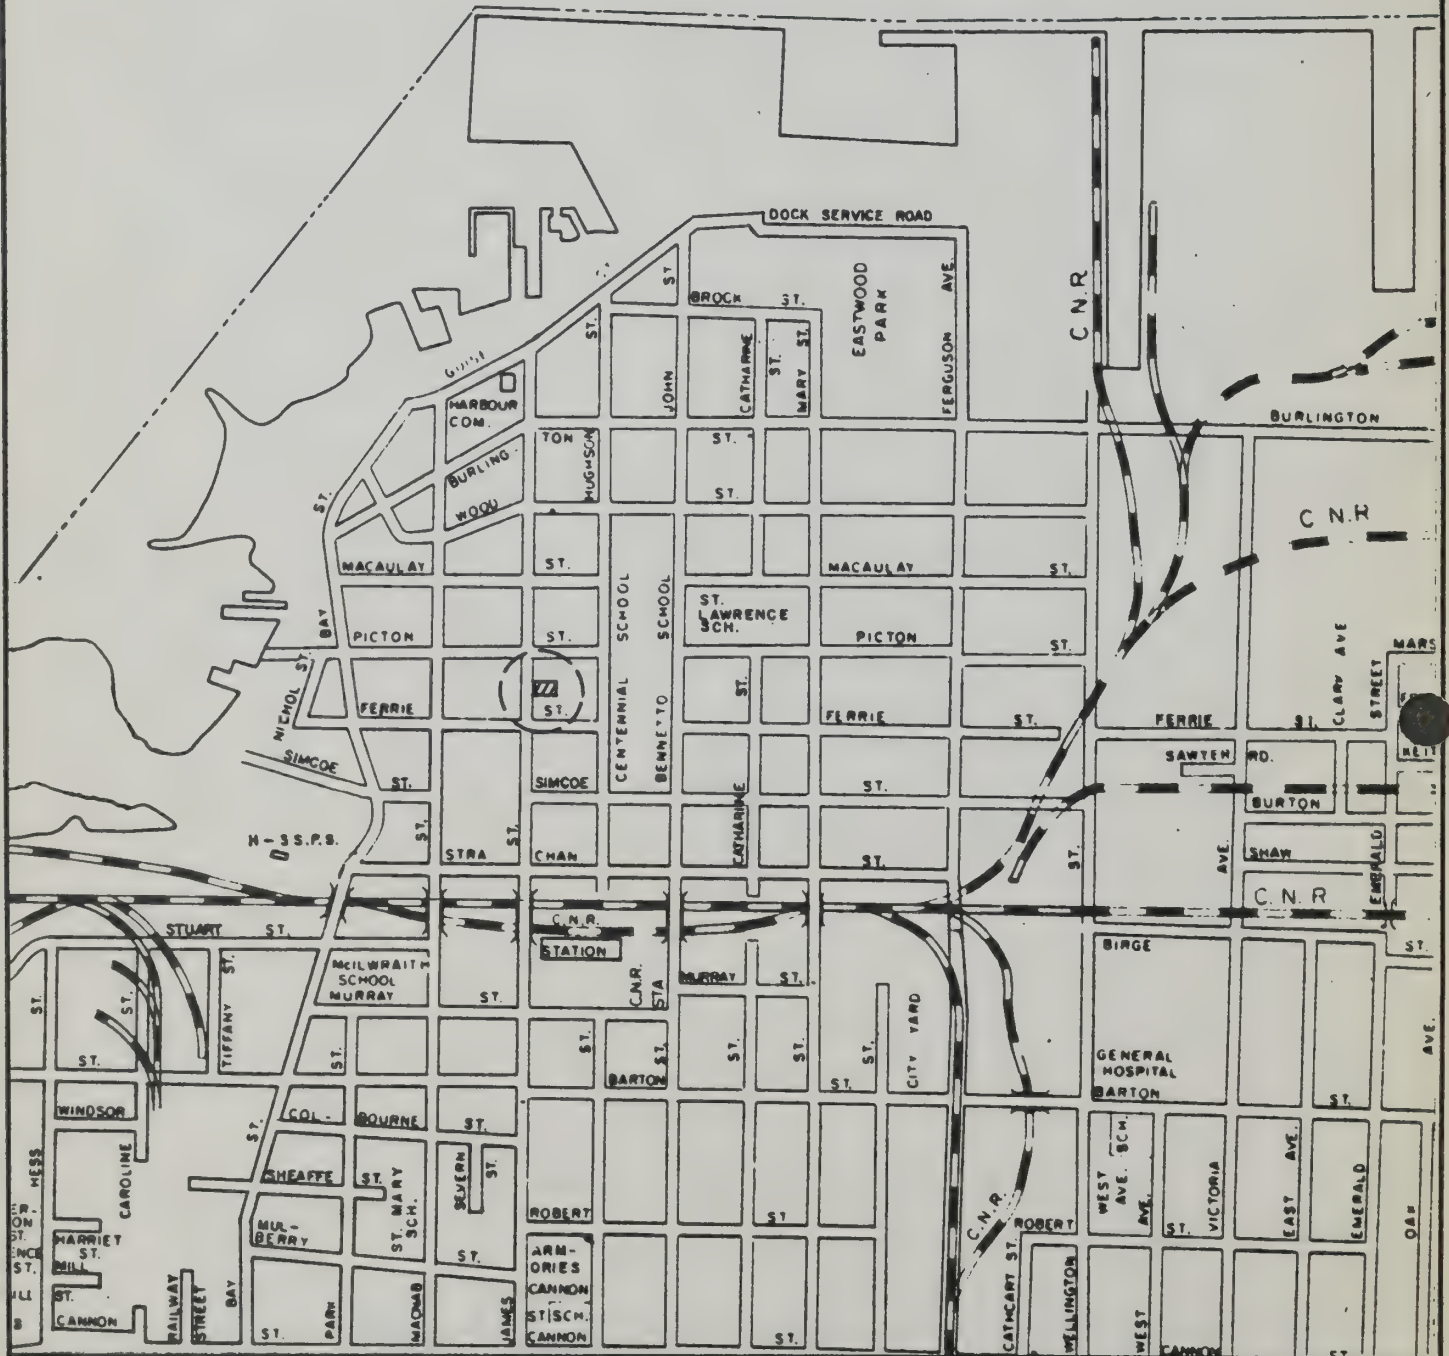 DOCK SERVICE ROAD
ST.
BROCK ST.
EASTWOOD
PARK
FERGUSON AVE.
C.N.R
ST.
JOHN
CATHARINE
ST.
MARY ST.
GUISE
HARBOUR
COM.
BURLINGTON
TON
HUGHSON
ST.
BURLING-
ST.
WOOD
ST.
C N.R
MACAULAY
ST.
MACAULAY
ST.
CENTENNIAL SCHOOL
BENNETTO SCHOOL
ST.
LAWRENCE
SCH.
BAY
PICTON
ST.
PICTON
ST.
CLARK AVE
STREET
MARS
NICHOL ST.
FERRIE
ST.
ST.
FERRIE
ST.
FERRIE
ST.
SAWYER RD.
SIMCOE
ST.
SIMCOE
ST.
BURTON
H-S S.P.S.
ST.
ST.
STRA
CHAN
CATHARINE
ST.
ST.
AVE.
SHAW
EMERALD
C.N.R
STUART ST.
C.N.R.
STATION
BIRGE
ST.
McILWRAITH
SCHOOL
MURRAY
ST.
C.N.R.
STA
MURRAY
ST.
CITY YARD
ST.
ST.
TIFFANY
ST.
ST.
ST.
ST.
BARTON
ST.
ST.
ST.
ST.
ST.
GENERAL
HOSPITAL
BARTON
ST.
AVE.
WINDSOR
COL-
BOURNE
ST.
ST.
HESS
CAROLINE
SHEAFFE
ST.
ST. MARY
SCH.
SEVERN
ST.
WEST
AVE. SCH.
AVE.
VICTORIA
EAST AVE.
EMERALD
OAK
MUL-
BERRY
ROBERT
ST.
C.N.R.
ROBERT
ST.
HARRIET
ST.
MILL
ST.
CANNON
RAILWAY
STREET
BAY
ST.
PARK
MACNAB
ST.
JAMES
ARM-
ORIES
CANNON
ST SCH.
CANNON
ST.
CATHCART ST.
WELLINGTON
WEST
CANNON
ST